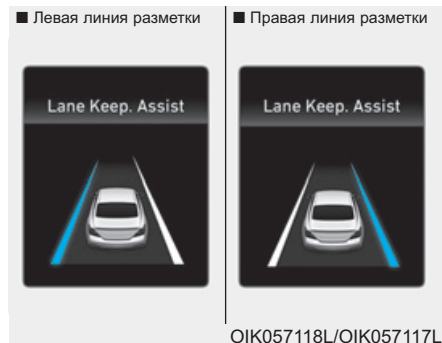 ■ Левая линия разметки
■ Правая линия разметки
Lane Keep. Assist
Lane Keep. Assist
OIK057118L/OIK057117L